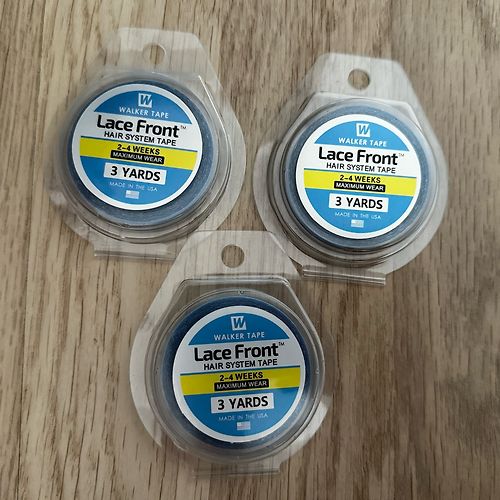 W
WALKER TAPE
Lace Front™
HAIR SYSTEM TAPE
2-4 WEEKS
MAXIMUM WEAR
3 YARDS
MADE IN THE USA
W
WALKER TAPE
Lace Front™
HAIR SYSTEM TAPE
2-4 WEEKS
MAXIMUM WEAR
3 YARDS
MADE IN THE USA
W
WALKER TAPE
Lace Front™
HAIR SYSTEM TAPE
2-4 WEEKS
MAXIMUM WEAR
3 YARDS
MADE IN THE USA